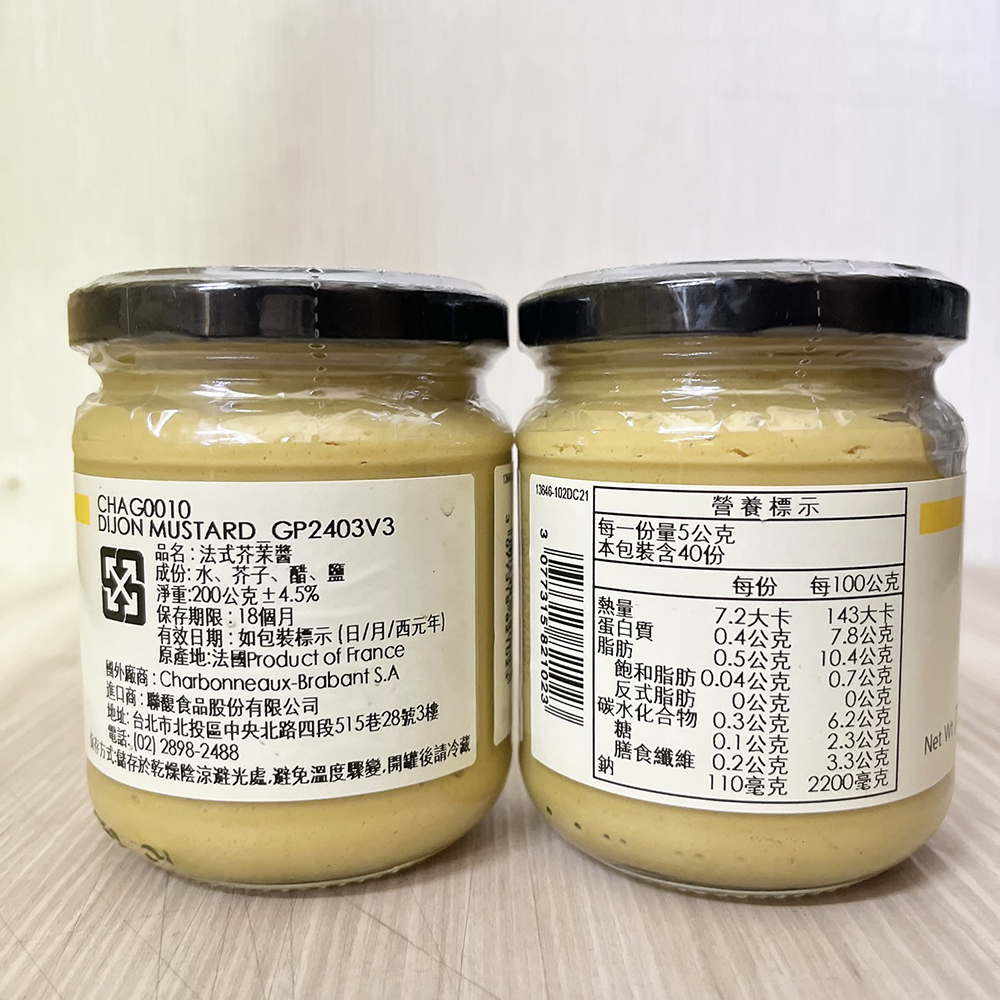 CHAG0010
DIJON MUSTARD_GP2403V3
品名:法式芥茉醬
成份:水、芥子、醋、鹽
淨重:200公克±4.5%
保存期限:18個月
有效日期:如包裝標示(日/月/西元年)
原產地:法國Product of France
國外廠商:Charbonneaux-Brabant S.A
進口商:聯馥食品股份有限公司
地址:台北市北投區中央北路四段515巷28號3樓
電話:(02) 2898-2488
保存方式:儲存於乾燥陰涼避光處,避免溫度驟變,開罐後請冷藏
13646-102DC21
3 077315 821023
營養標示
每一份量5公克
本包裝含40份
每份 每100公克
熱量 7.2大卡 143大卡
蛋白質 0.4公克 7.8公克
脂肪 0.5公克 10.4公克
飽和脂肪 0.04公克 0.7公克
反式脂肪 0公克 0公克
碳水化合物 0.3公克 6.2公克
糖 0.1公克 2.3公克
膳食纖維 0.2公克 3.3公克
鈉 110毫克 2200毫克
Net W